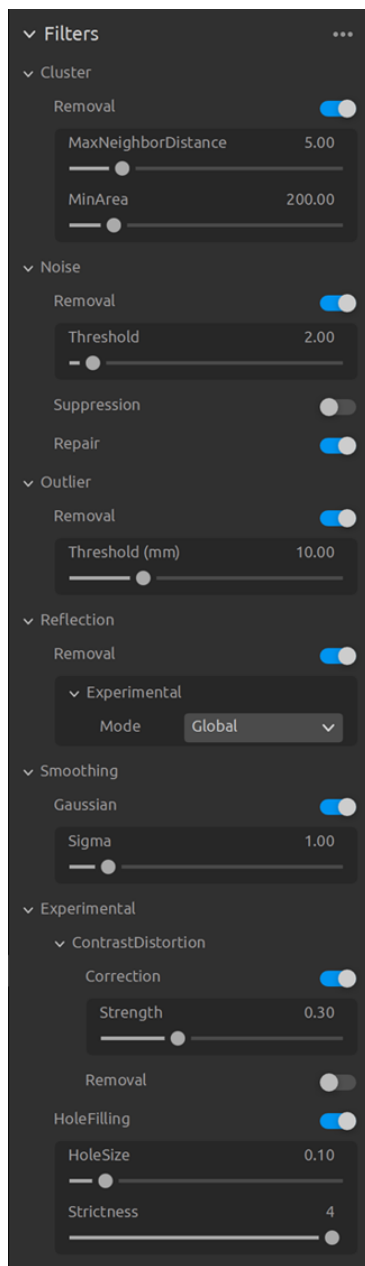 Filters
Cluster
Removal
MaxNeighborDistance 5.00
MinArea 200.00
Noise
Removal
Threshold 2.00
Suppression
Repair
Outlier
Removal
Threshold (mm) 10.00
Reflection
Removal
Experimental
Mode Global
Smoothing
Gaussian
Sigma 1.00
Experimental
ContrastDistortion
Correction
Strength 0.30
Removal
HoleFilling
HoleSize 0.10
Strictness 4